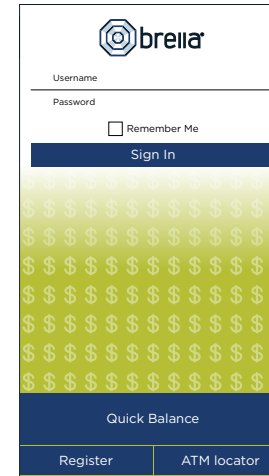 brella
Username
Password
Remember Me
Sign In
$ $ $ $ $ $ $ $ $ $ $ $
$ $ $ $ $ $ $ $ $ $ $ $
$ $ $ $ $ $ $ $ $ $ $ $
$ $ $ $ $ $ $ $ $ $ $ $
$ $ $ $ $ $ $ $ $ $ $ $
$ $ $ $ $ $ $ $ $ $ $ $
$ $ $ $ $ $ $ $ $ $ $ $
$ $ $ $ $ $ $ $ $ $ $ $
Quick Balance
Register ATM locator